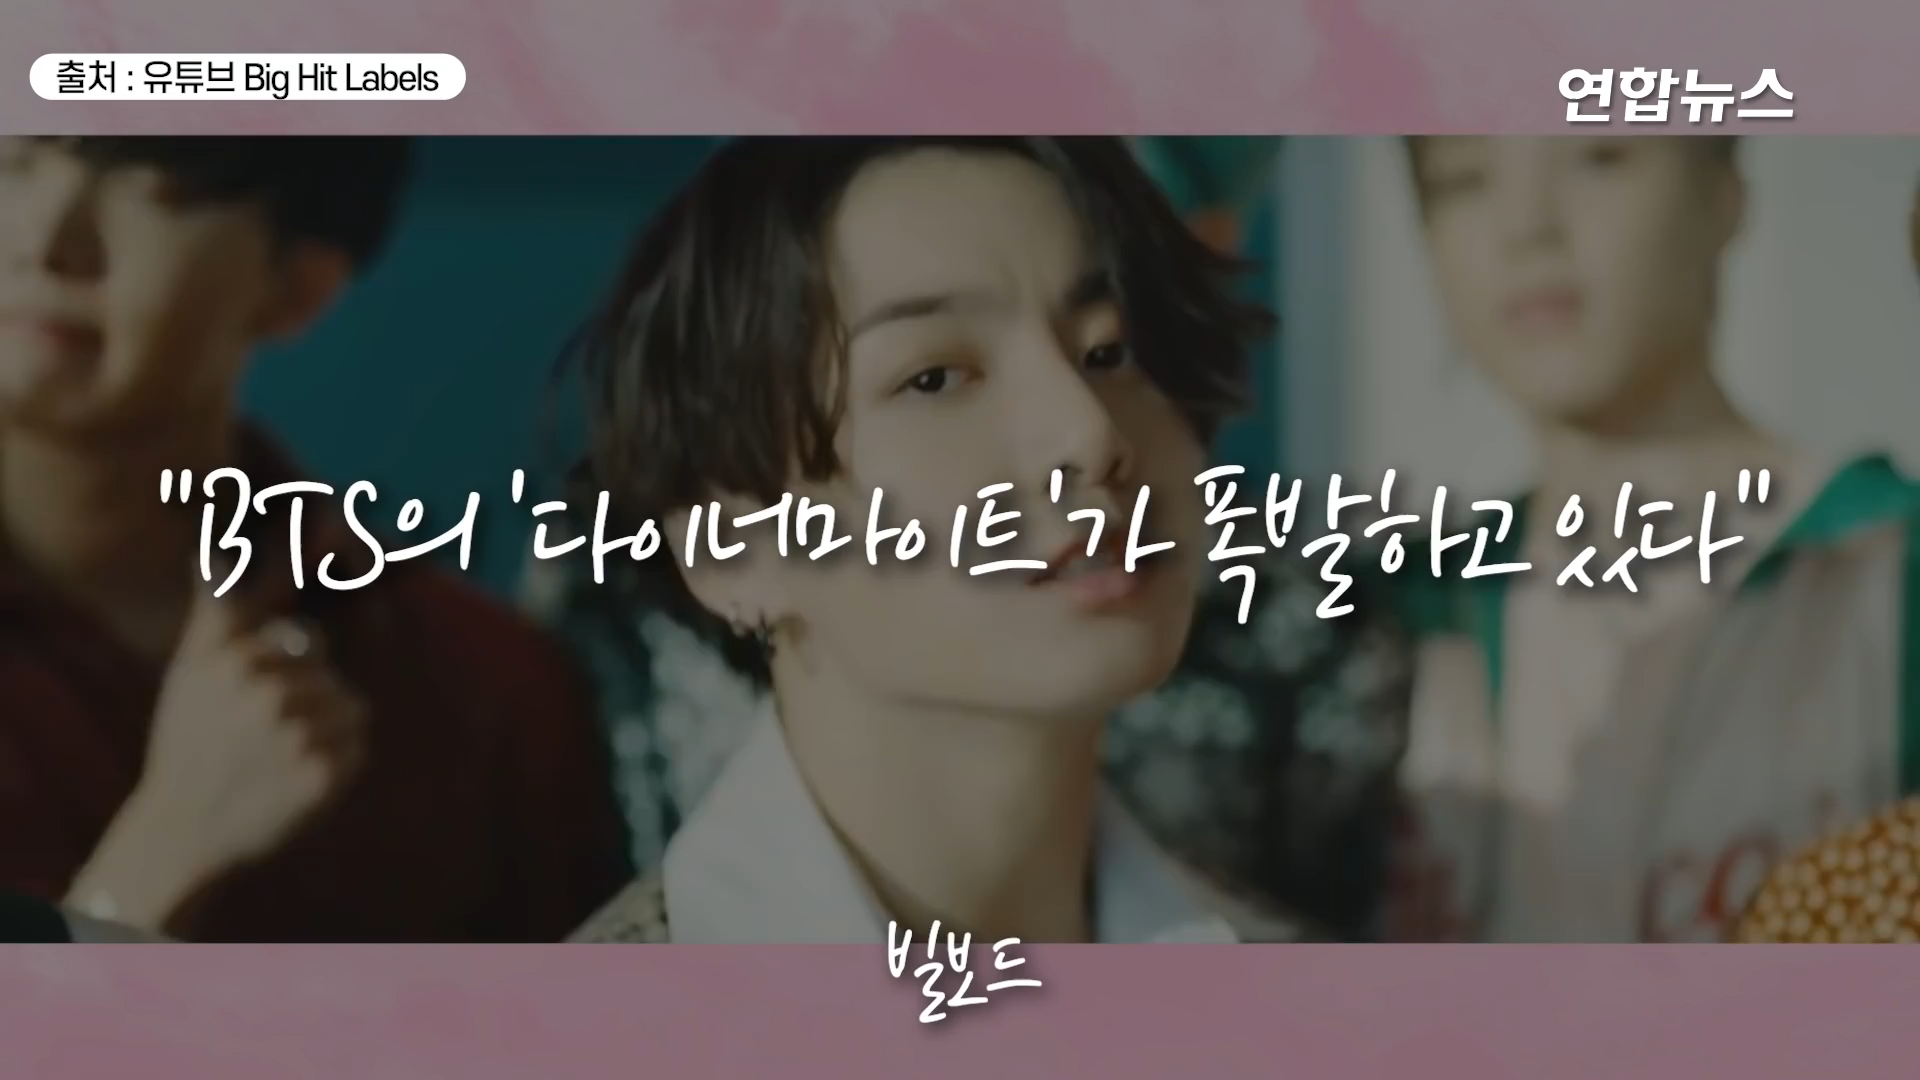 출처 : 유튜브 Big Hit Labels
연합뉴스
"BTS의 '다이너마이트'가 폭발하고 있다"
빌보드